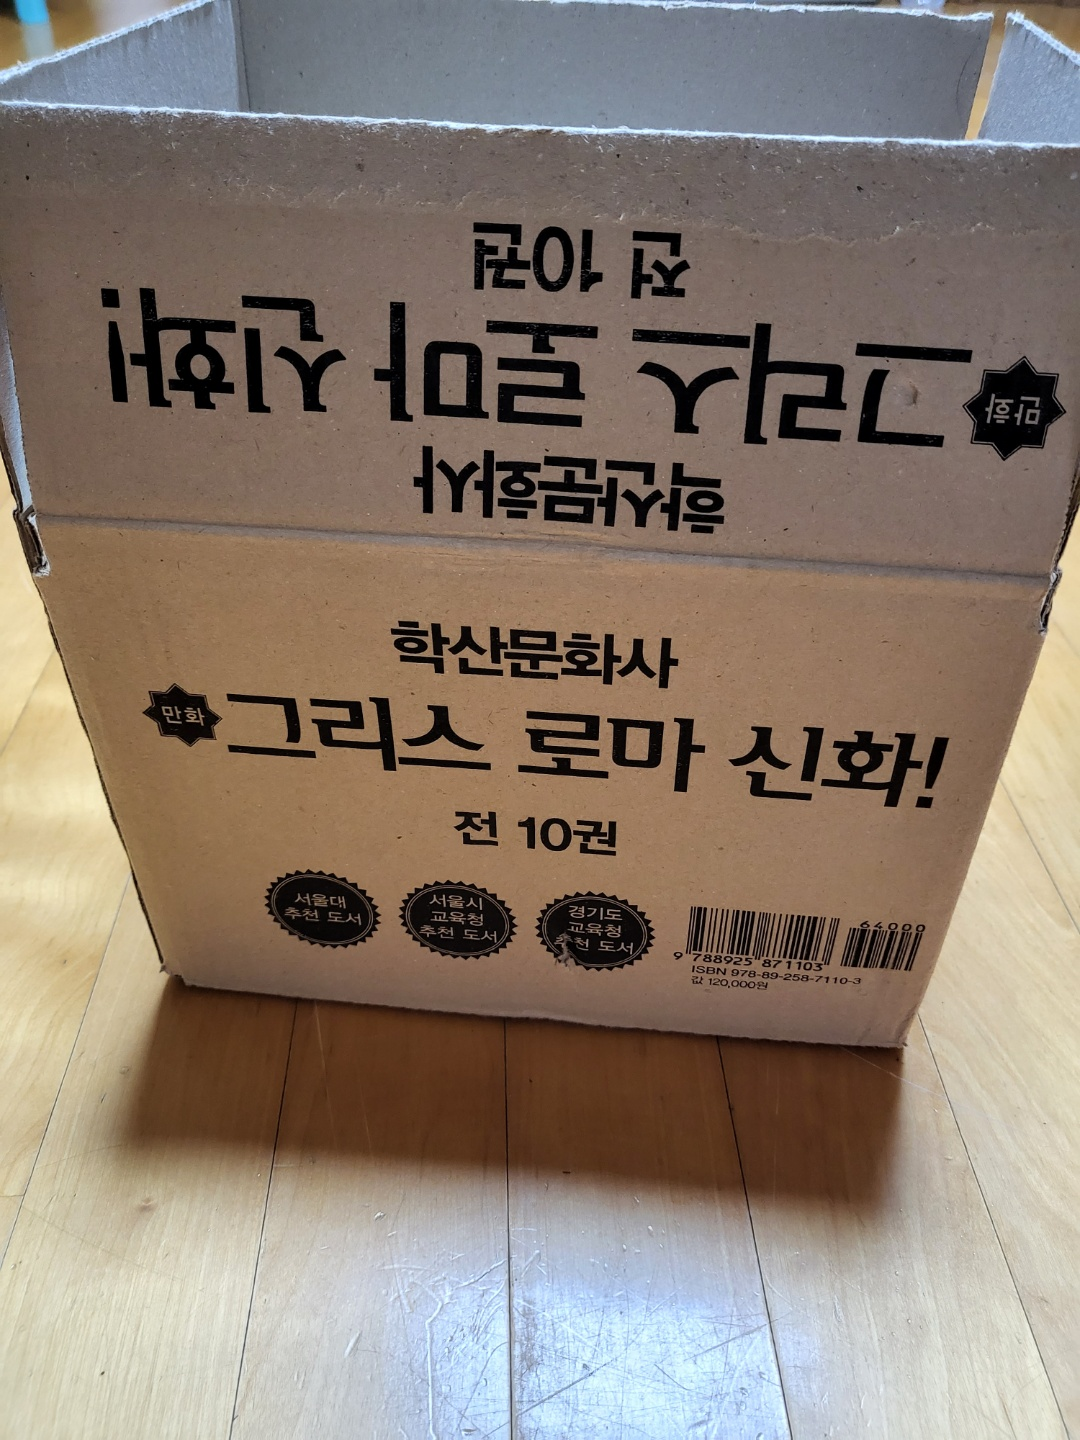 전 10권
만화 그리스 로마 신화!
학산문화사
학산문화사
만화 그리스 로마 신화!
전 10권
서울대
추천 도서
서울시
교육청
추천 도서
경기도
교육청
추천 도서
64000
9 788925 871103
ISBN 978-89-258-7110-3
값 120,000원